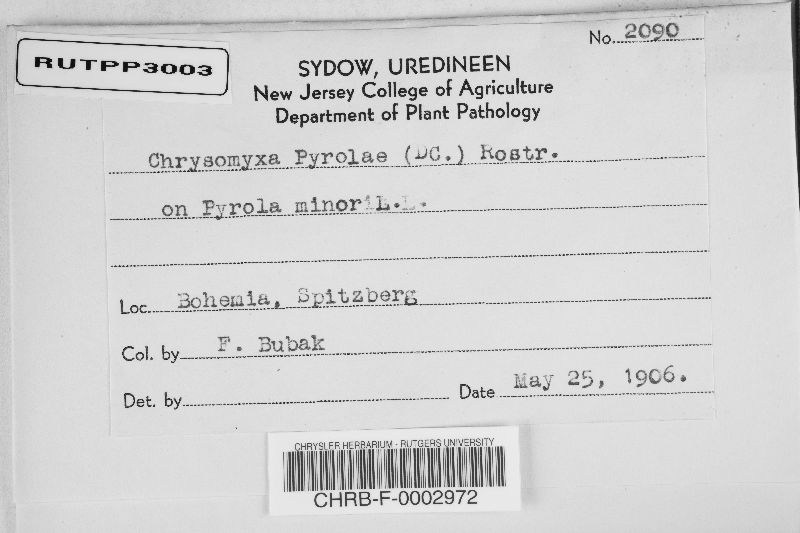 No. 2090
RUTPP3003
SYDOW, UREDINEEN
New Jersey College of Agriculture
Department of Plant Pathology
Chrysomyxa Pyrolae (DC.) Rostr.
on Pyrola minor L.
Loc. Bohemia, Spitzberg
Col. by F. Bubak
Det. by
Date May 25, 1906.
CHRYSLER HERBARIUM - RUTGERS UNIVERSITY
CHRB-F-0002972